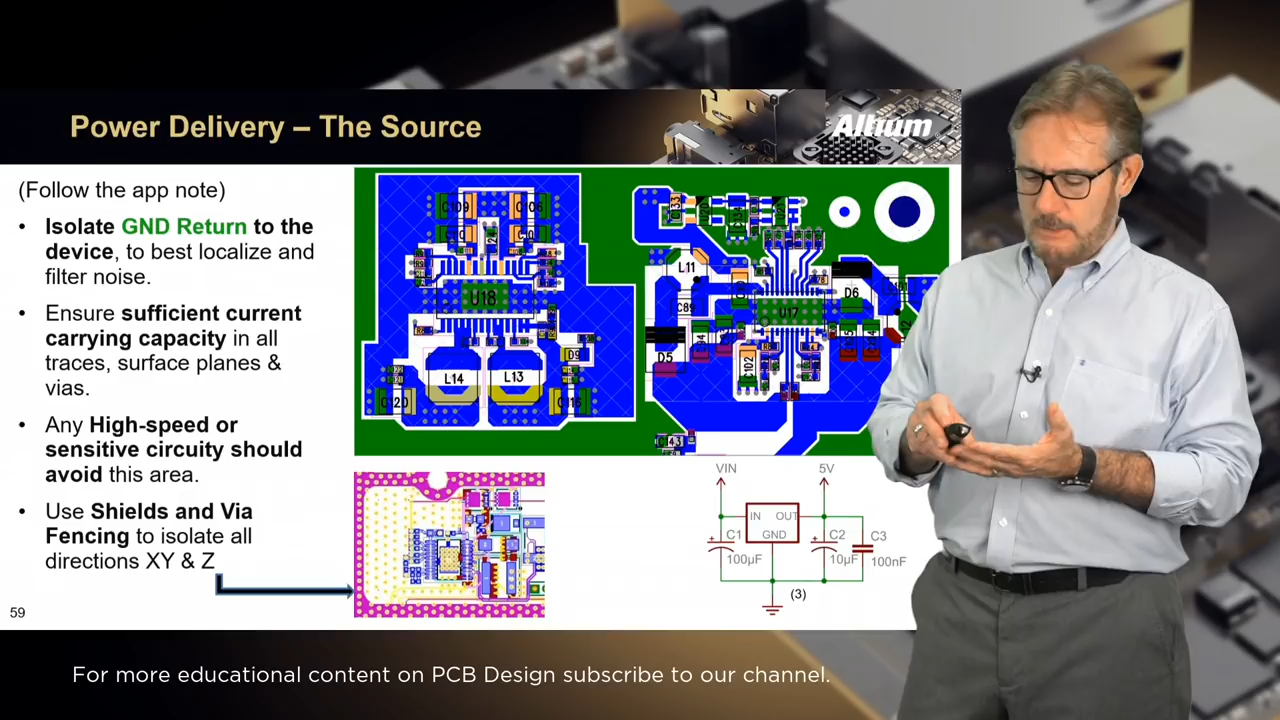 Power Delivery – The Source
Altium
(Follow the app note)
• Isolate GND Return to the
device, to best localize and
filter noise.
• Ensure sufficient current
carrying capacity in all
traces, surface planes &
vias.
• Any High-speed or
sensitive circuity should
avoid this area.
• Use Shields and Via
Fencing to isolate all
directions XY & Z
59
C109
U18
L14
L13
D9
L11
U17
D6
D5
C102
VIN
5V
IN
OUT
GND
C1
100µF
C2
10µF
C3
100nF
(3)
For more educational content on PCB Design subscribe to our channel.